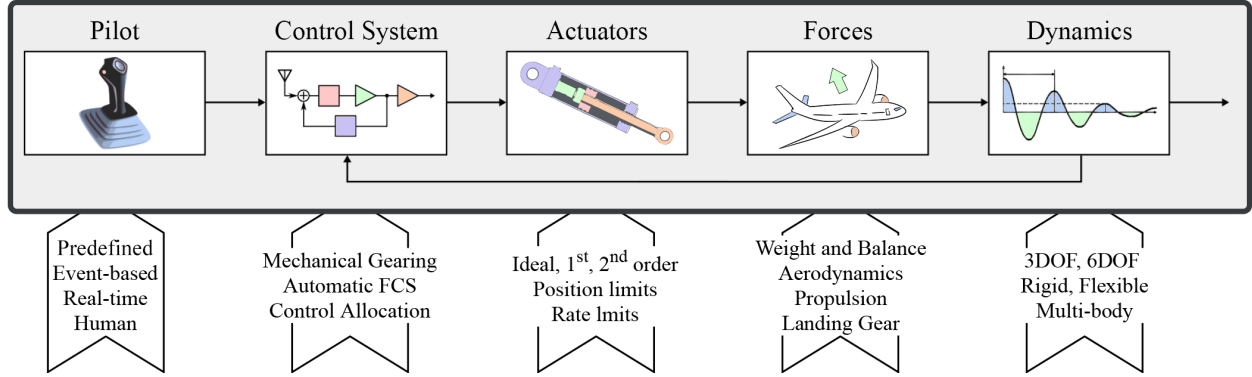 Pilot
Control System
Actuators
Forces
Dynamics
Predefined
Event-based
Real-time
Human
Mechanical Gearing
Automatic FCS
Control Allocation
Ideal, 1st, 2nd order
Position limits
Rate lmits
Weight and Balance
Aerodynamics
Propulsion
Landing Gear
3DOF, 6DOF
Rigid, Flexible
Multi-body